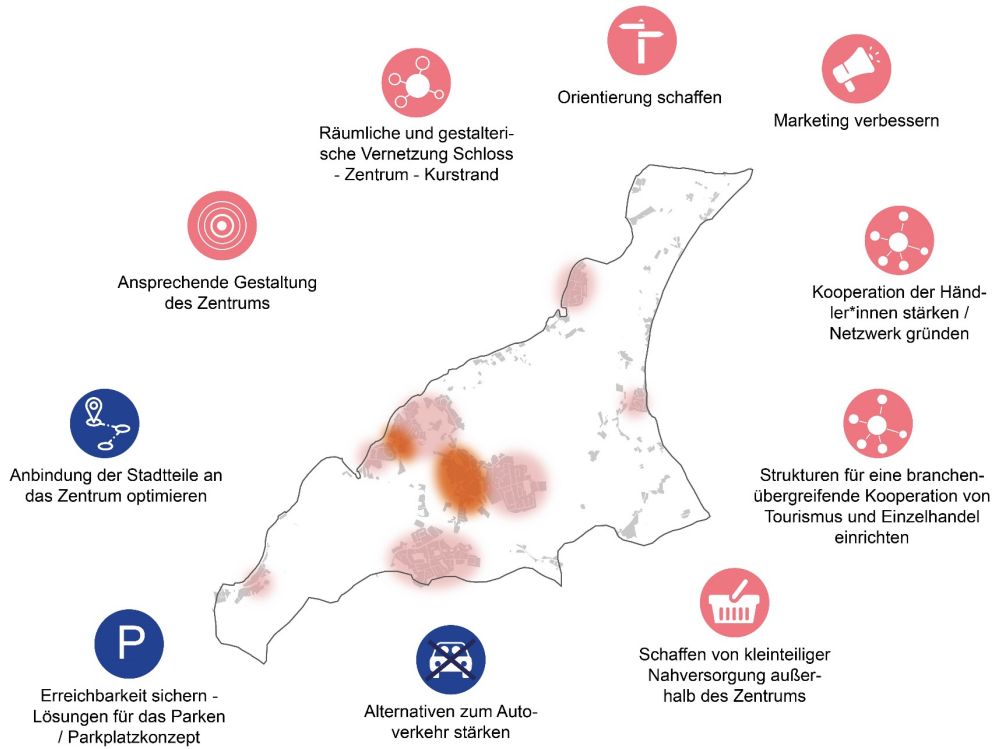 Orientierung schaffen
Marketing verbessern
Räumliche und gestalteri-
sche Vernetzung Schloss
- Zentrum - Kurstrand
Ansprechende Gestaltung
des Zentrums
Kooperation der Händ-
ler*innen stärken /
Netzwerk gründen
Anbindung der Stadtteile an
das Zentrum optimieren
Strukturen für eine branchen-
übergreifende Kooperation von
Tourismus und Einzelhandel
einrichten
P
Erreichbarkeit sichern -
Lösungen für das Parken
/ Parkplatzkonzept
Alternativen zum Auto-
verkehr stärken
Schaffen von kleinteiliger
Nahversorgung außer-
halb des Zentrums